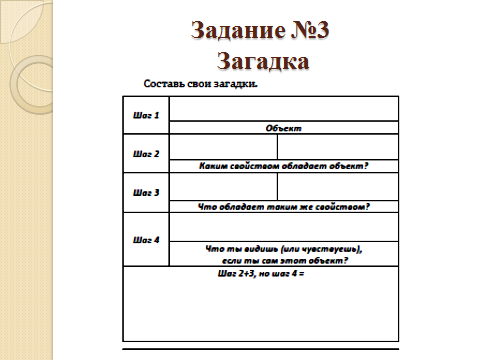 Задание №3
Загадка
Составь свои загадки.
Шаг 1
Объект
Шаг 2
Каким свойством обладает объект?
Шаг 3
Что обладает таким же свойством?
Шаг 4
Что ты видишь (или чувствуешь),
если ты сам этот объект?
Шаг 2+3, но шаг 4 =